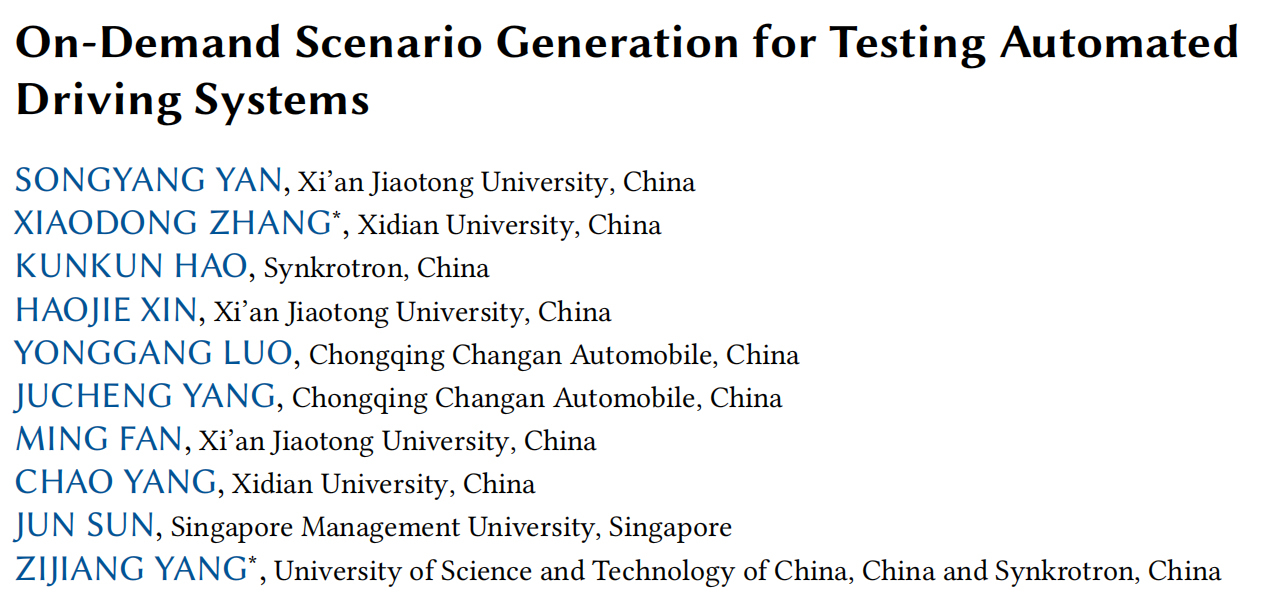 On-Demand Scenario Generation for Testing Automated
Driving Systems
SONGYANG YAN, Xi'an Jiaotong University, China
XIAODONG ZHANG*, Xidian University, China
KUNKUN HAO, Synkrotron, China
HAOJIE XIN, Xi'an Jiaotong University, China
YONGGANG LUO, Chongqing Changan Automobile, China
JUCHENG YANG, Chongqing Changan Automobile, China
MING FAN, Xi'an Jiaotong University, China
CHAO YANG, Xidian University, China
JUN SUN, Singapore Management University, Singapore
ZIJIANG YANG*, University of Science and Technology of China, China and Synkrotron, China